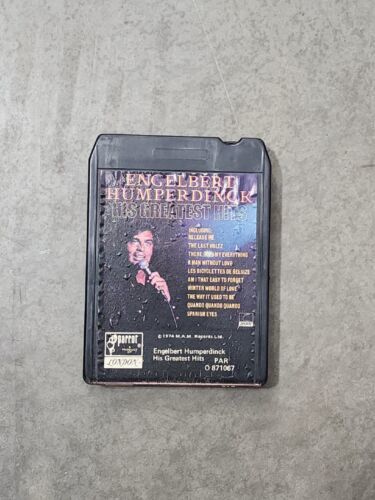 ENGELBERT
HUMPERDINCK
HIS GREATEST HITS
INCLUDING
RELEASE ME
THE LAST WALTZ
THERE GOES MY EVERYTHING
A MAN WITHOUT LOVE
LES BICYCLETTES DE BELSIZE
AM I THAT EASY TO FORGET
WINTER WORLD OF LOVE
THE WAY IT USED TO BE
QUANDO QUANDO QUANDO
SPANISH EYES
℗ 1974 M.A.M. Records Ltd.
parrot
LONDON
Engelbert Humperdinck
His Greatest Hits PAR
O 871067